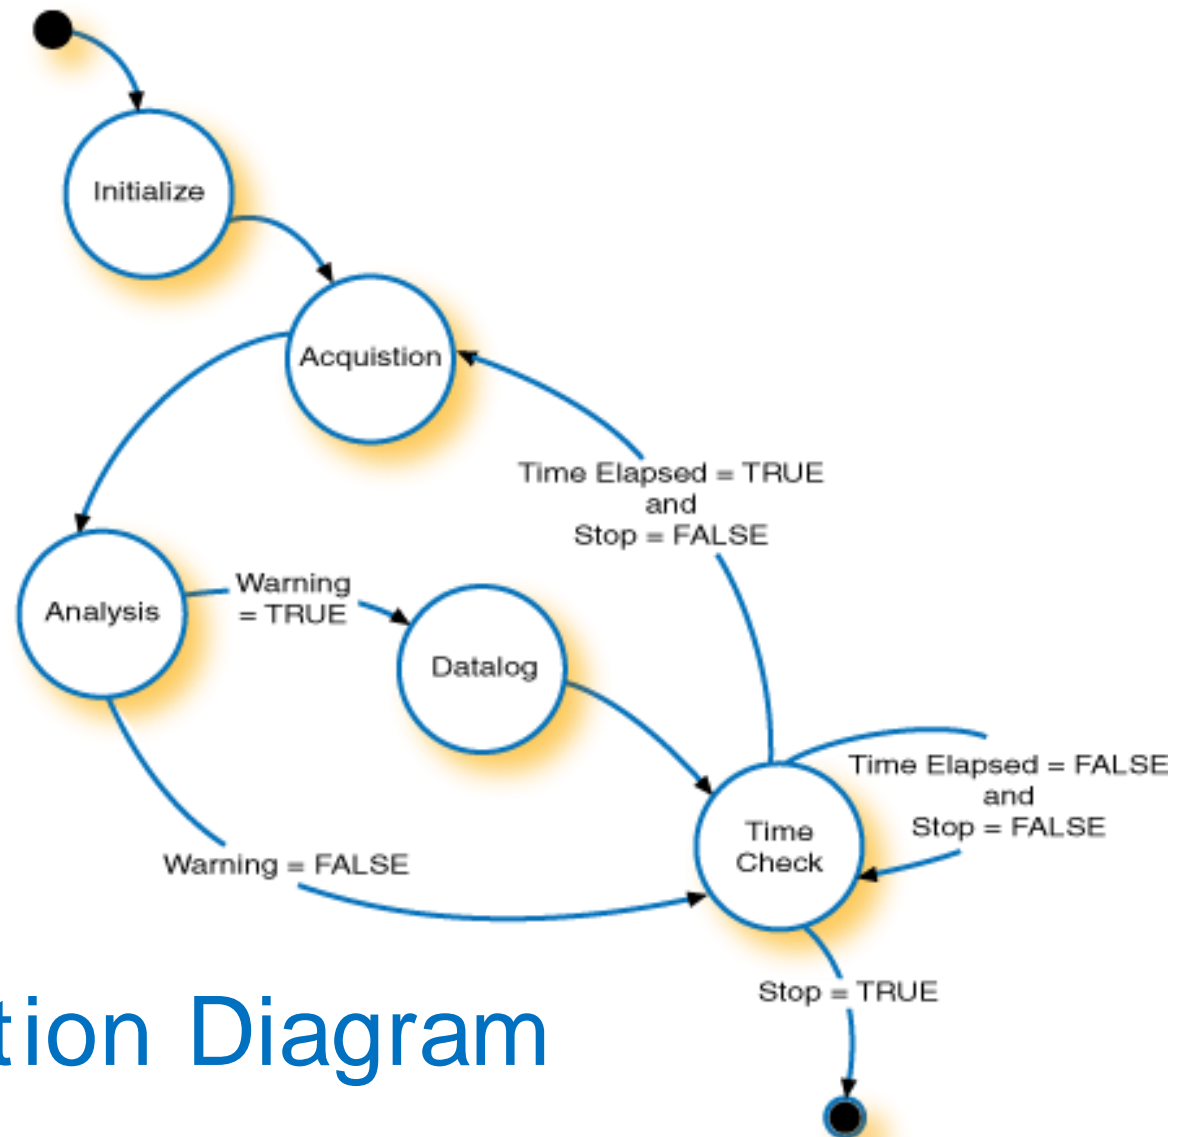 Initialize
Acquistion
Time Elapsed = TRUE
and
Stop = FALSE
Warning
= TRUE
Analysis
Datalog
Time Elapsed = FALSE
and
Stop = FALSE
Time
Check
Warning = FALSE
Stop = TRUE
tion Diagram